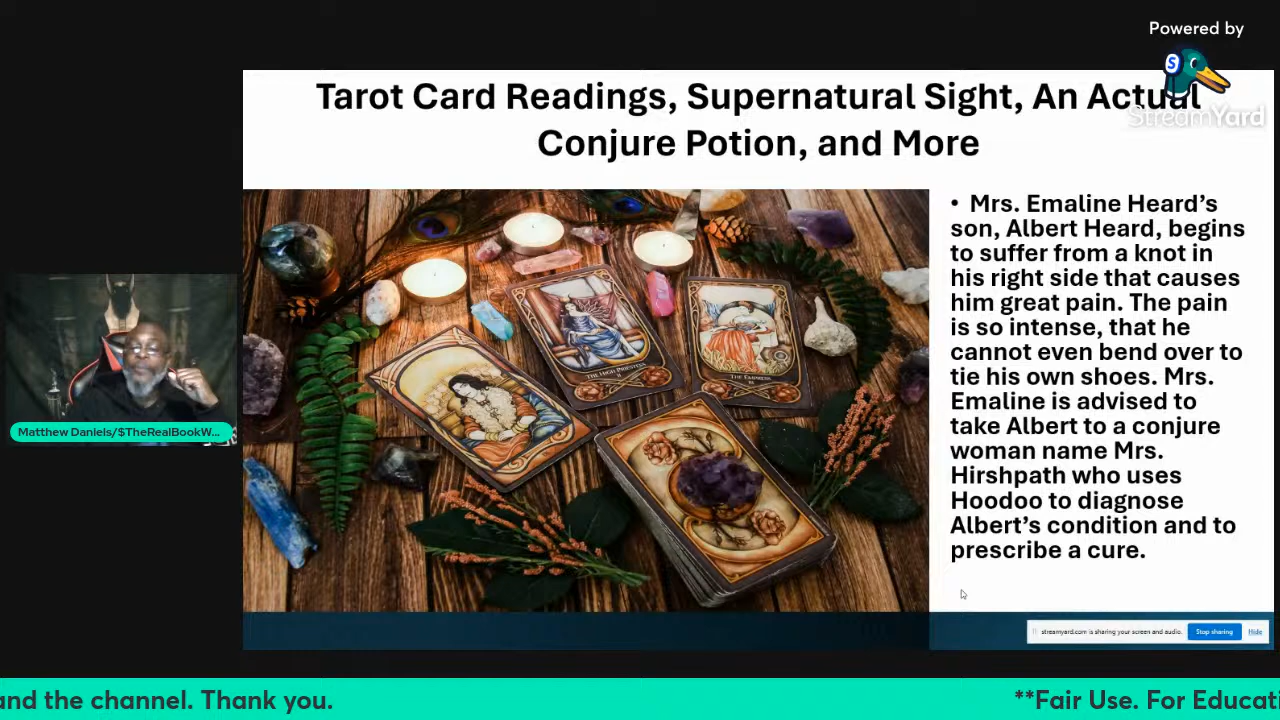 Powered by
StreamYard
Tarot Card Readings, Supernatural Sight, An Actual
Conjure Potion, and More
• Mrs. Emaline Heard’s
son, Albert Heard, begins
to suffer from a knot in
his right side that causes
him great pain. The pain
is so intense, that he
cannot even bend over to
tie his own shoes. Mrs.
Emaline is advised to
take Albert to a conjure
woman name Mrs.
Hirshpath who uses
Hoodoo to diagnose
Albert’s condition and to
prescribe a cure.
THE HIGH PRIESTESS
II
THE EMPRESS
Matthew Daniels/$TheRealBookW...
streamyard.com is sharing your screen and audio.
Stop sharing
Hide
and the channel. Thank you.
**Fair Use. For Educati